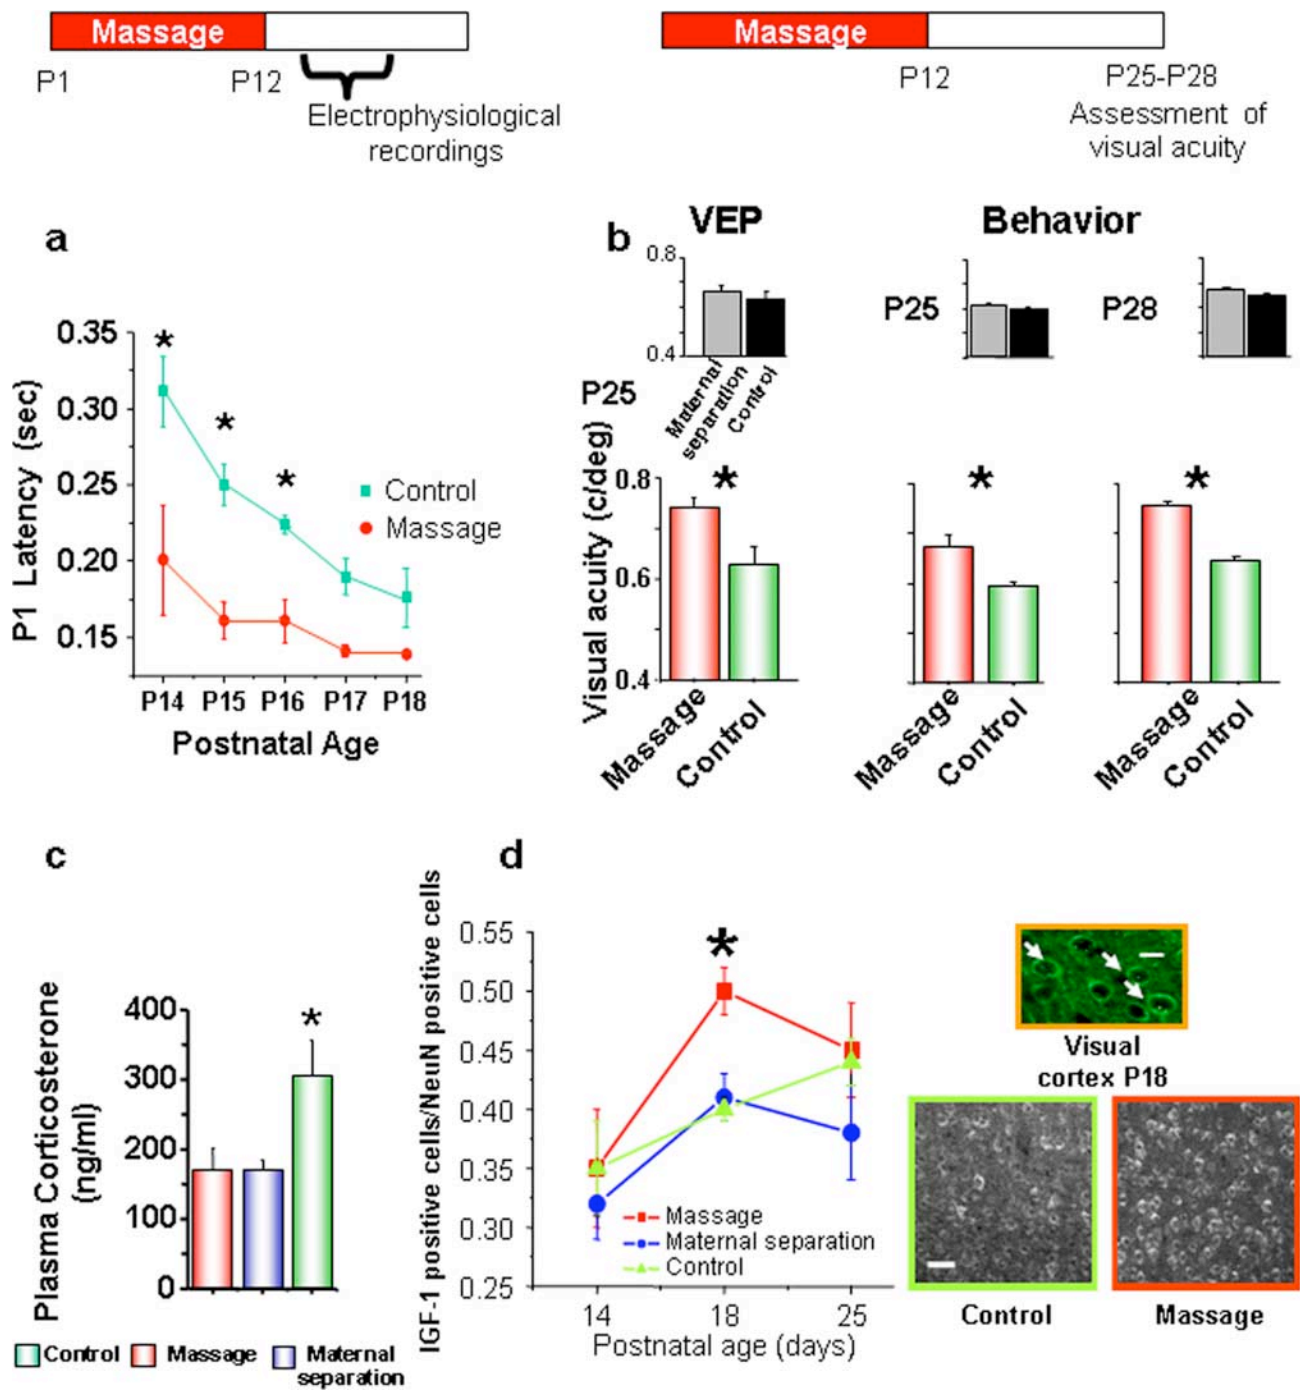 Massage
P1
P12
Electrophysiological
recordings
Massage
P12
P25-P28
Assessment of
visual acuity
a
P1 Latency (sec)
0.35
0.30
0.25
0.20
0.15
*
*
*
Control
Massage
P14
P15
P16
P17
P18
Postnatal Age
b
VEP
Behavior
0.8
0.4
Maternal
separation
Control
P25
P28
P25
Visual acuity (c/deg)
0.8
0.6
0.4
*
*
*
Massage
Control
Massage
Control
Massage
Control
c
Plasma Corticosterone
(ng/ml)
400
300
200
100
0
*
Control
Massage
Maternal
separation
d
IGF-1 positive cells/NeuN positive cells
0.55
0.50
0.45
0.40
0.35
0.30
0.25
*
Massage
Maternal separation
Control
14
18
25
Postnatal age (days)
Visual
cortex P18
Control
Massage